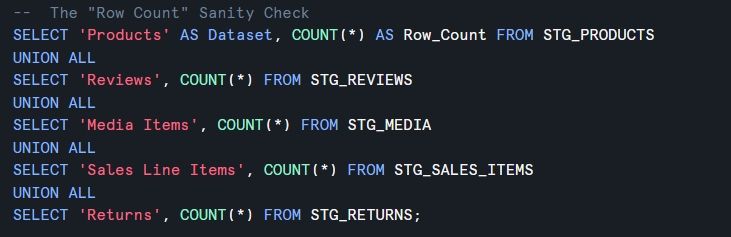 --  The "Row Count" Sanity Check
SELECT 'Products' AS Dataset, COUNT(*) AS Row_Count FROM STG_PRODUCTS
UNION ALL
SELECT 'Reviews', COUNT(*) FROM STG_REVIEWS
UNION ALL
SELECT 'Media Items', COUNT(*) FROM STG_MEDIA
UNION ALL
SELECT 'Sales Line Items', COUNT(*) FROM STG_SALES_ITEMS
UNION ALL
SELECT 'Returns', COUNT(*) FROM STG_RETURNS;